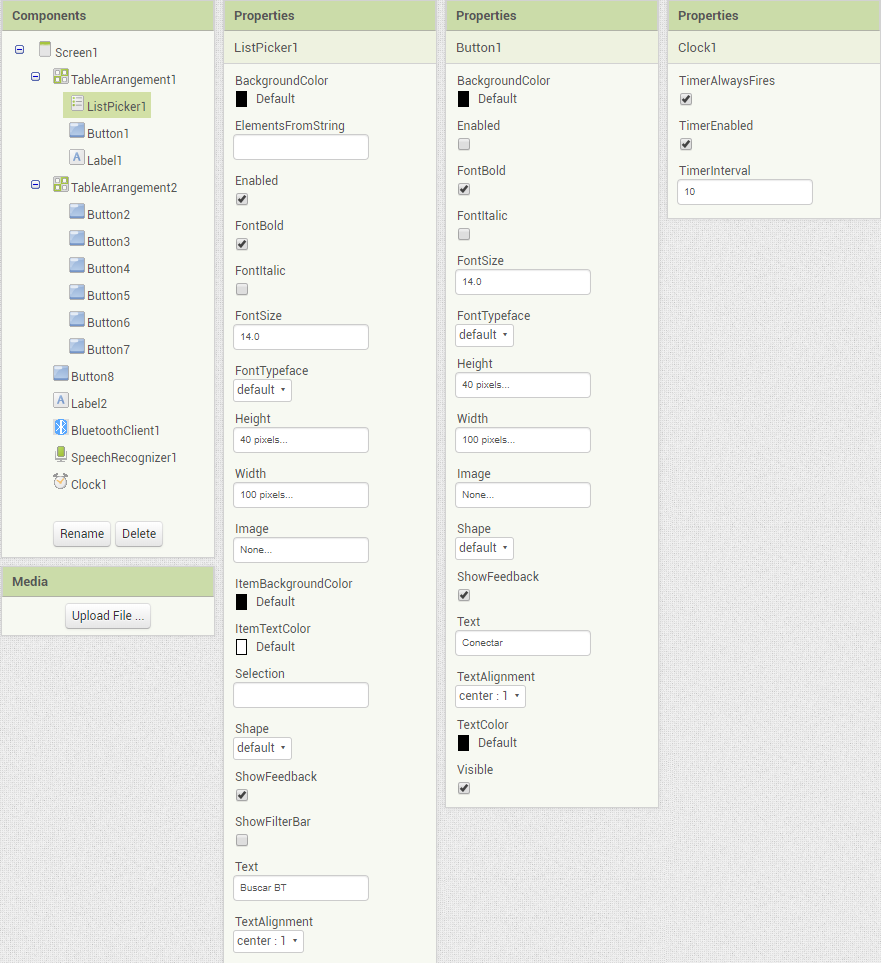 Components
Screen1
TableArrangement1
ListPicker1
Button1
Label1
TableArrangement2
Button2
Button3
Button4
Button5
Button6
Button7
Button8
Label2
BluetoothClient1
SpeechRecognizer1
Clock1
Rename Delete
Media
Upload File ...
Properties
ListPicker1
BackgroundColor
Default
ElementsFromString
Enabled
FontBold
FontItalic
FontSize
14.0
FontTypeface
default
Height
40 pixels...
Width
100 pixels...
Image
None...
ItemBackgroundColor
Default
ItemTextColor
Default
Selection
Shape
default
ShowFeedback
ShowFilterBar
Text
Buscar BT
TextAlignment
center : 1
Properties
Button1
BackgroundColor
Default
Enabled
FontBold
FontItalic
FontSize
14.0
FontTypeface
default
Height
40 pixels...
Width
100 pixels...
Image
None...
Shape
default
ShowFeedback
Text
Conectar
TextAlignment
center : 1
TextColor
Default
Visible
Properties
Clock1
TimerAlwaysFires
TimerEnabled
TimerInterval
10
A
A